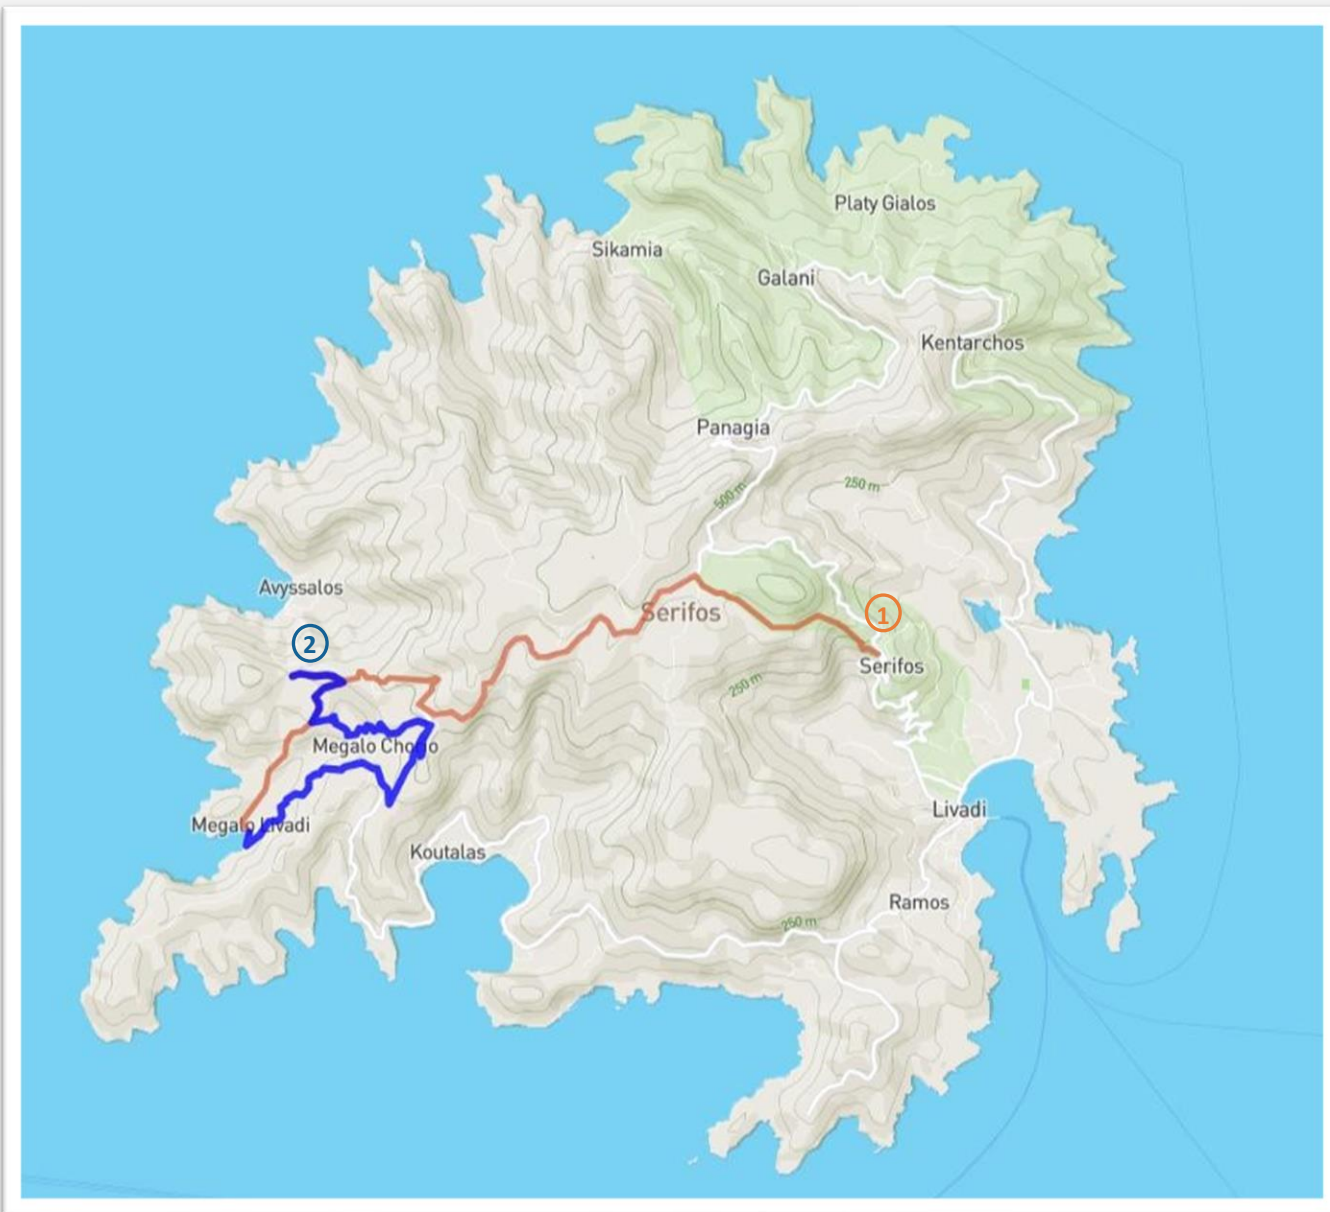 Platy Gialos
Sikamia
Galani
Kentarchos
Panagia
250 m
500 m
Avyssalos
1
Serifos
2
Serifos
250 m
Megalo Chorio
Livadi
Megalo Livadi
Koutalas
Ramos
250 m